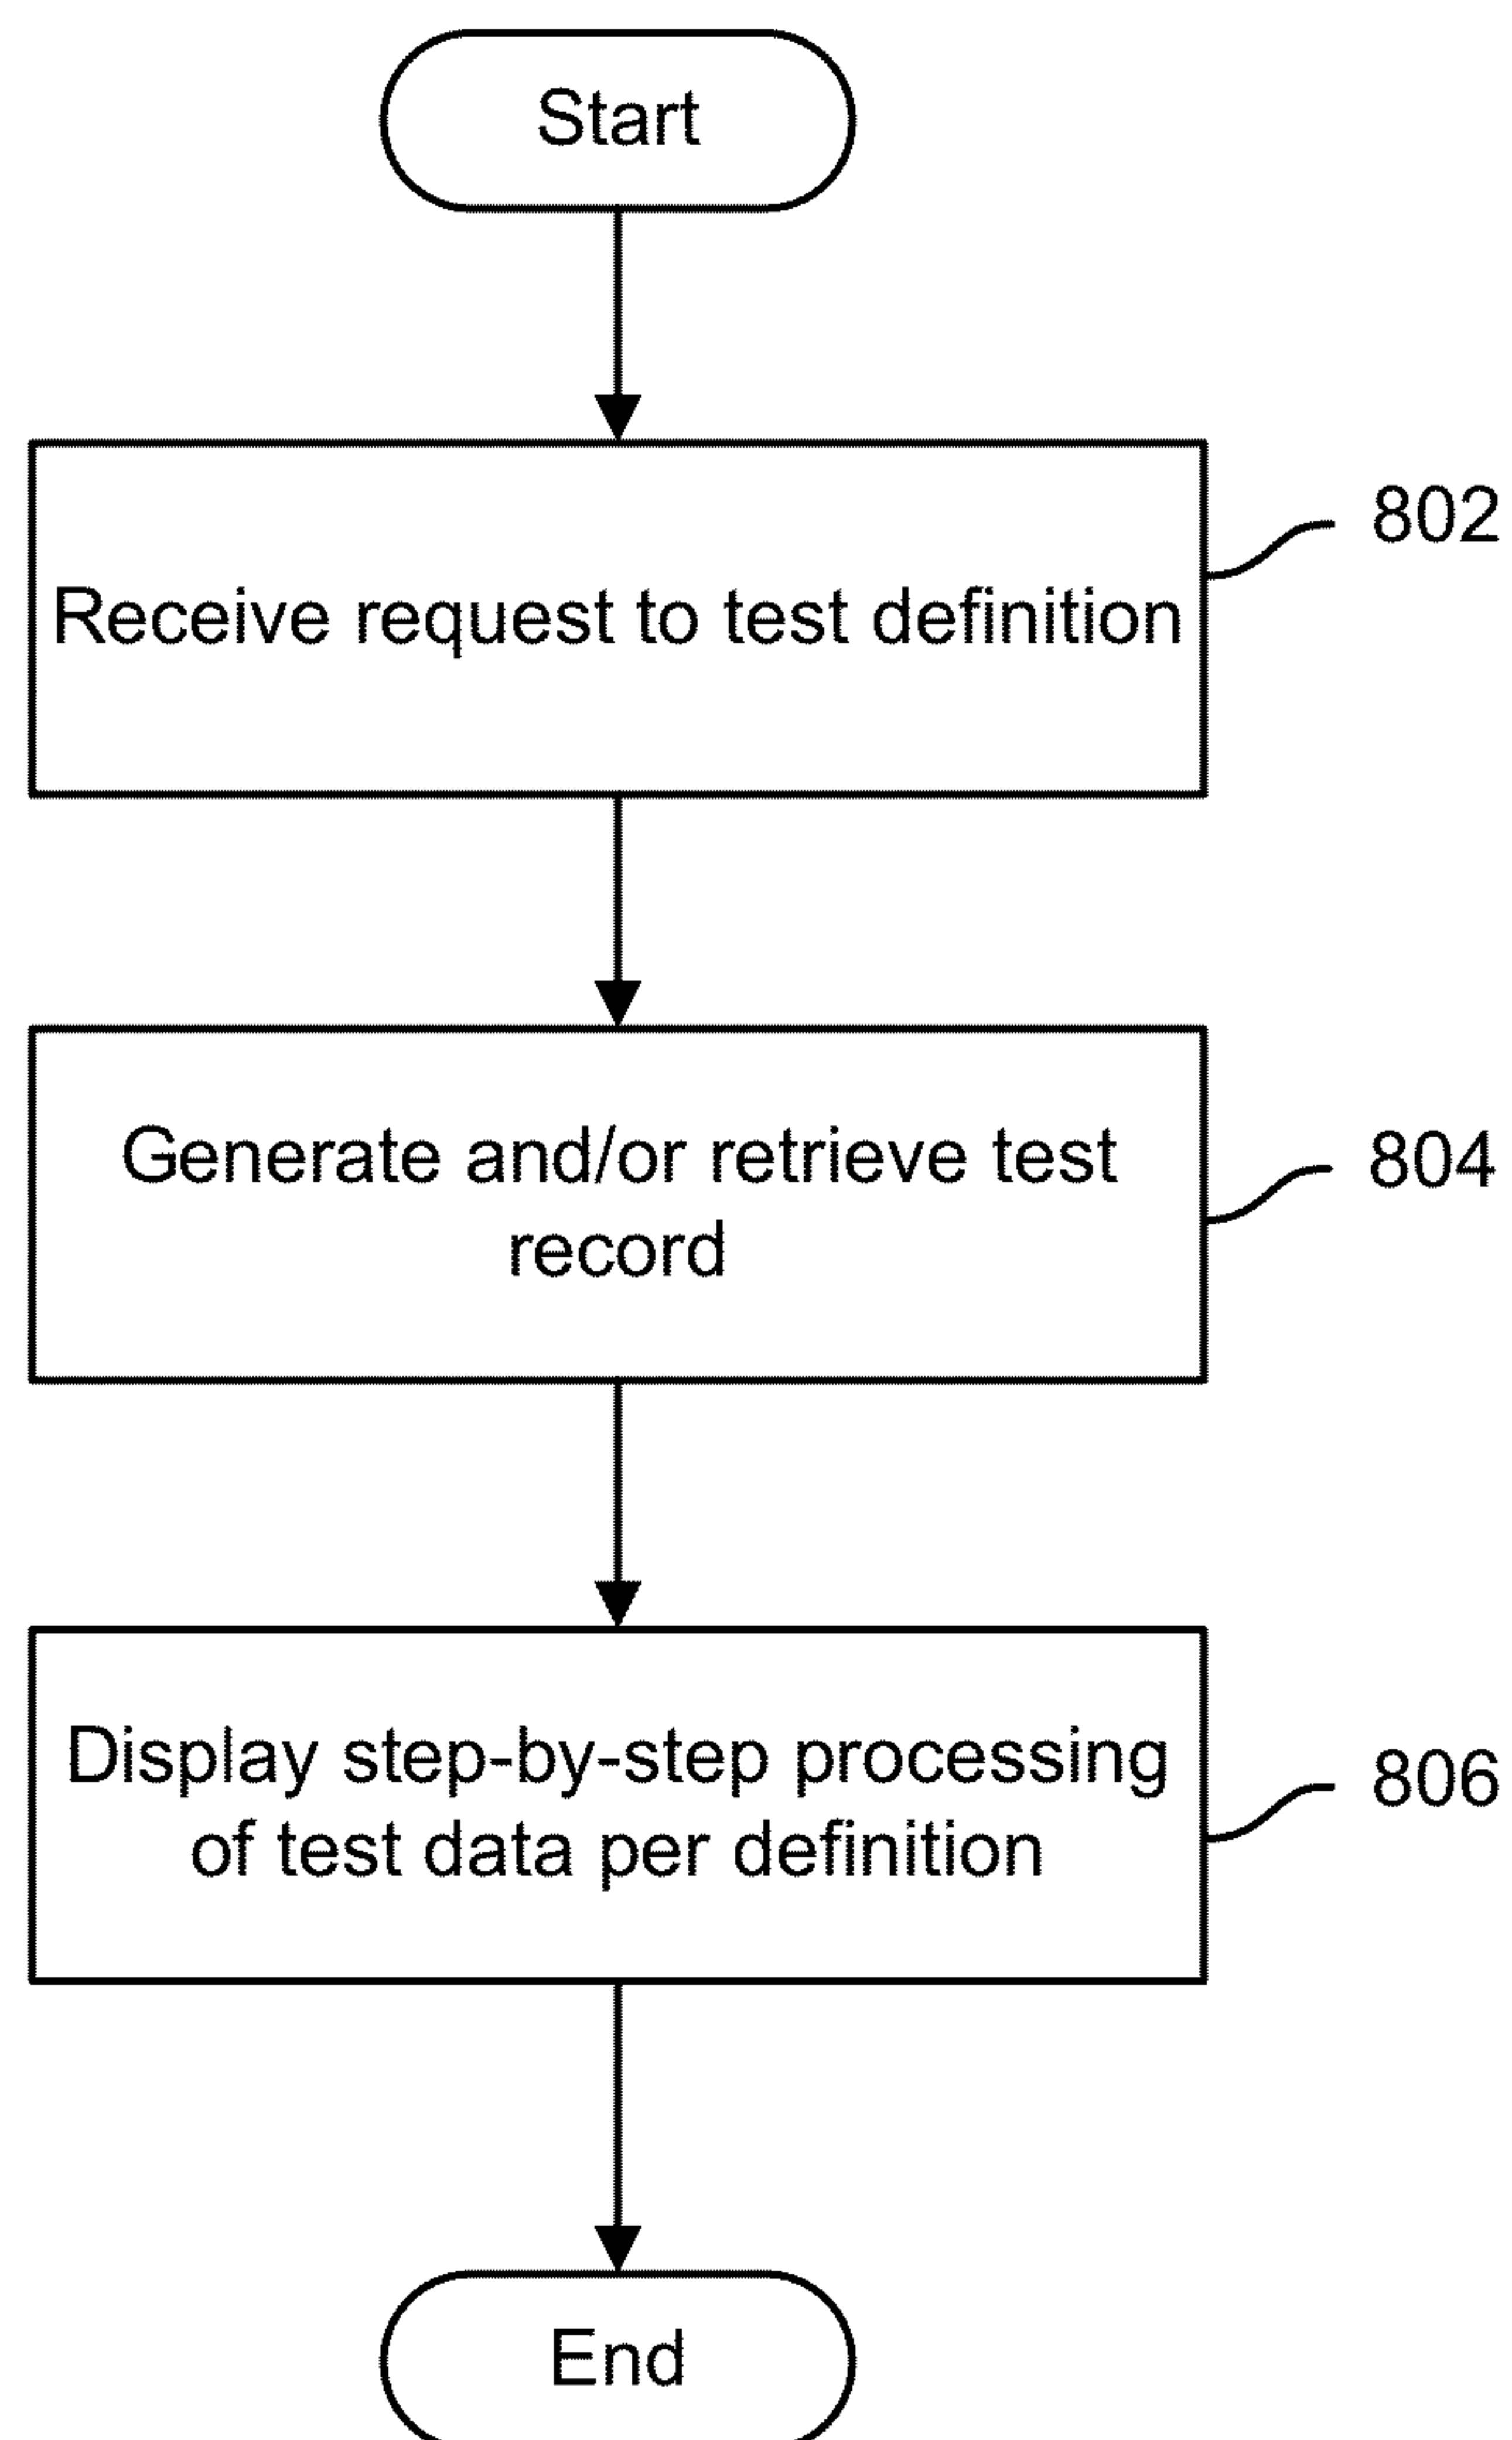 Start
802
Receive request to test definition
Generate and/or retrieve test
record
804
Display step-by-step processing
of test data per definition
806
End